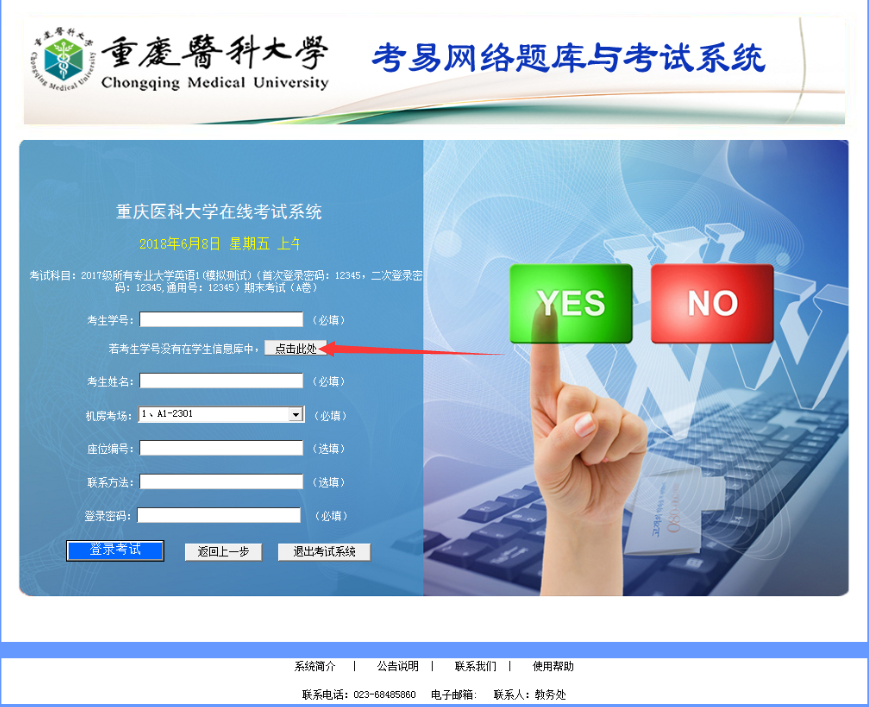 重慶醫科大學
Chongqing Medical University
考易网络题库与考试系统
重庆医科大学在线考试系统
2018年6月8日 星期五 上午
考试科目：2017级所有专业大学英语1(模拟测试)（首次登录密码：12345，二次登录密
码：12345,通用号：12345）期末考试（A卷）
考生学号： （必填）
若考生学号没有在学生信息库中， 点击此处
考生姓名： （必填）
机房考场： 1、A1-2301 （必填）
座位编号： （选填）
联系方法： （选填）
登录密码： （必填）
登录考试 返回上一步 退出考试系统
YES NO
系统简介 | 公告说明 | 联系我们 | 使用帮助
联系电话：023-68485860 电子邮箱: 联系人：教务处